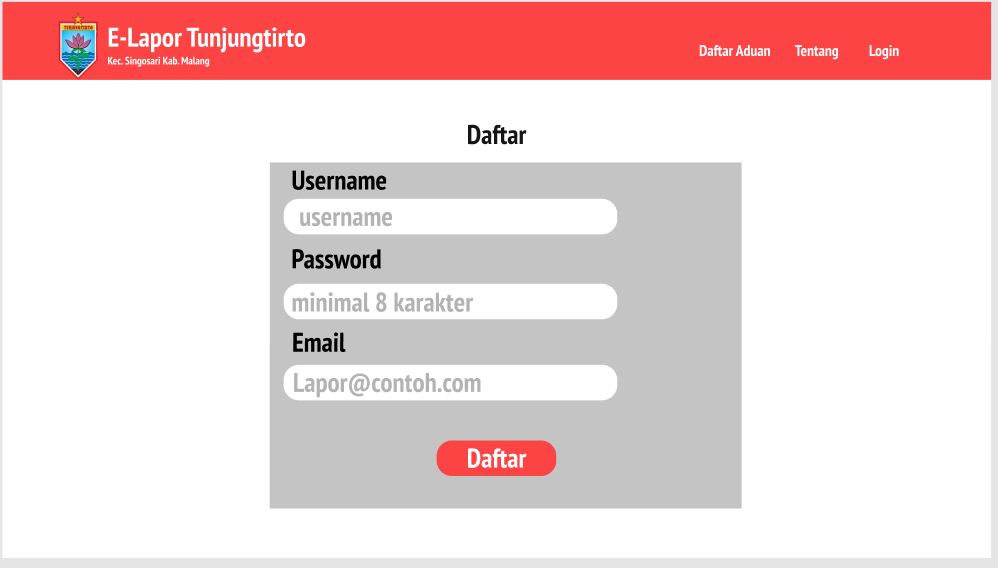 TUNJUNGTIRTO
E-Lapor Tunjungtirto
Kec. Singosari Kab. Malang
Daftar Aduan Tentang Login
Daftar
Username
username
Password
minimal 8 karakter
Email
Lapor@contoh.com
Daftar